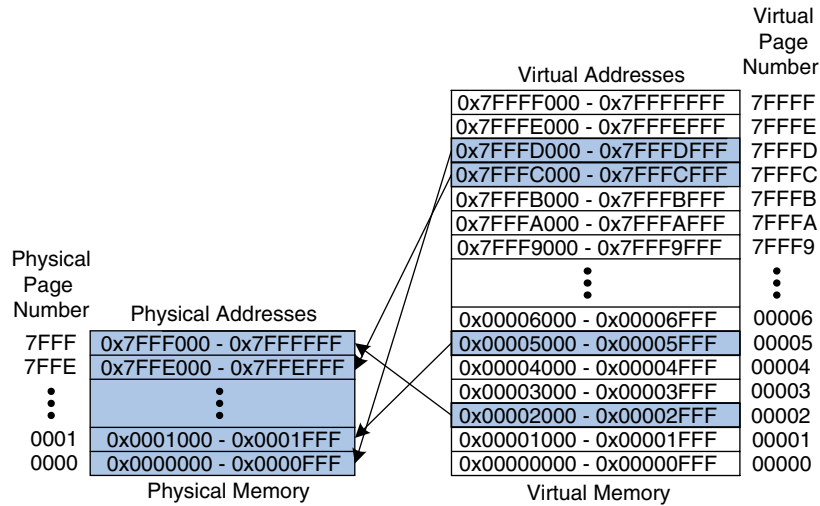 Virtual
Page
Number
Virtual Addresses
0x7FFFF000 - 0x7FFFFFFF 7FFFF
0x7FFFE000 - 0x7FFFEFFF 7FFFE
0x7FFFD000 - 0x7FFFDFFF 7FFFD
0x7FFFC000 - 0x7FFFCFFF 7FFFC
0x7FFFB000 - 0x7FFFBFFF 7FFFB
0x7FFFA000 - 0x7FFFAFFF 7FFFA
0x7FFF9000 - 0x7FFF9FFF 7FFF9
0x00006000 - 0x00006FFF 00006
0x00005000 - 0x00005FFF 00005
0x00004000 - 0x00004FFF 00004
0x00003000 - 0x00003FFF 00003
0x00002000 - 0x00002FFF 00002
0x00001000 - 0x00001FFF 00001
0x00000000 - 0x00000FFF 00000
Virtual Memory
Physical
Page
Number
Physical Addresses
7FFF 0x7FFF000 - 0x7FFFFFF
7FFE 0x7FFE000 - 0x7FFEFFF
0001 0x0001000 - 0x0001FFF
0000 0x0000000 - 0x0000FFF
Physical Memory